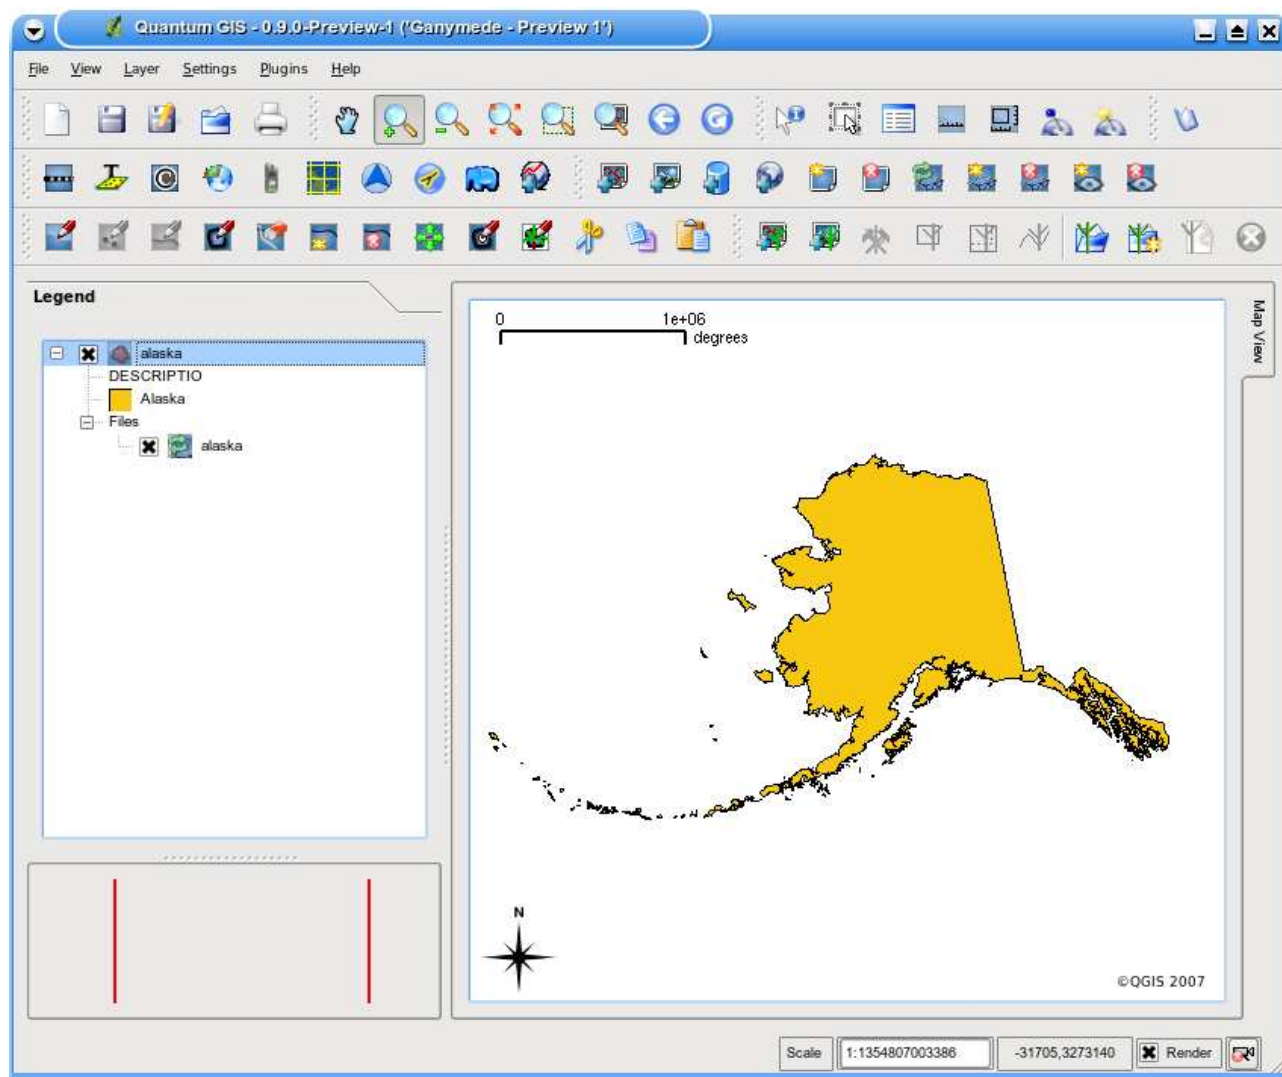 Quantum GIS - 0.9.0-Preview-1 ('Ganymede - Preview 1')
File View Layer Settings Plugins Help
Legend
alaska
DESCRIPTIO
Alaska
Files
alaska
0 1e+06
degrees
Map View
N
©QGIS 2007
Scale 1:1354807003386 -31705,3273140 Render